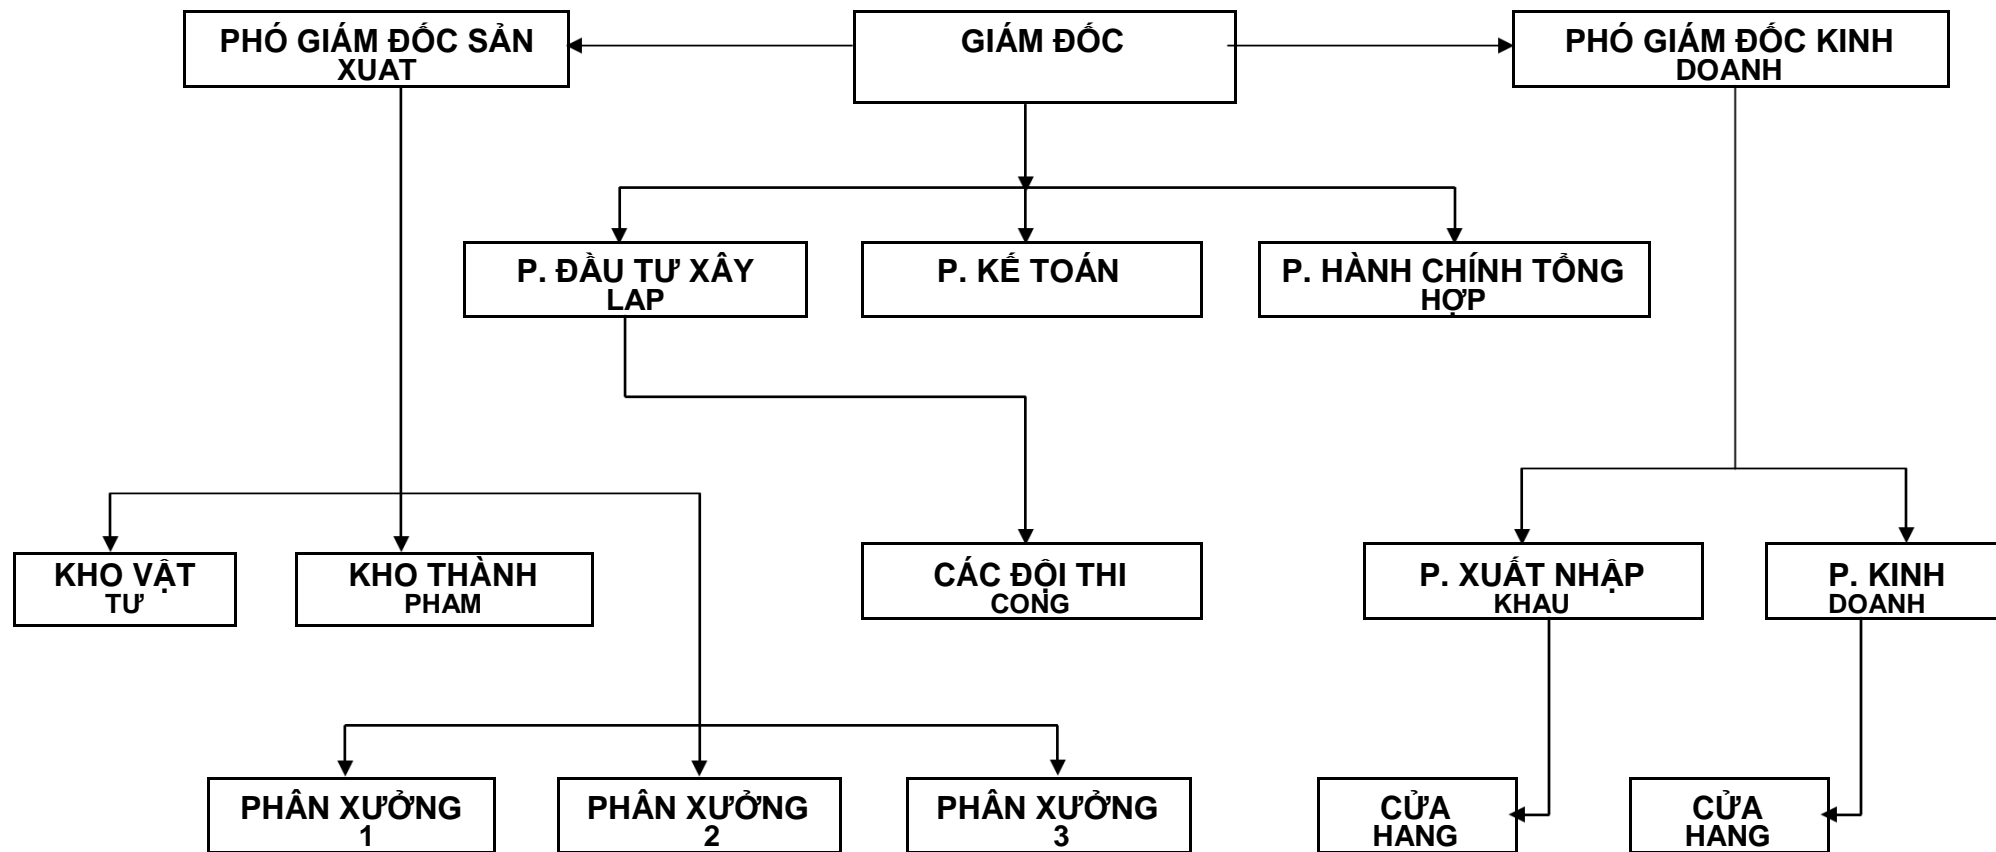 PHÓ GIÁM ĐỐC SẢN
XUAT
GIÁM ĐỐC
PHÓ GIÁM ĐỐC KINH
DOANH
P. ĐẦU TƯ XÂY
LAP
P. KẾ TOÁN
P. HÀNH CHÍNH TỔNG
HỢP
KHO VẬT
TƯ
KHO THÀNH
PHAM
CÁC ĐỘI THI
CONG
P. XUẤT NHẬP
KHAU
P. KINH
DOANH
PHÂN XƯỞNG
1
PHÂN XƯỞNG
2
PHÂN XƯỞNG
3
CỬA
HANG
CỬA
HANG